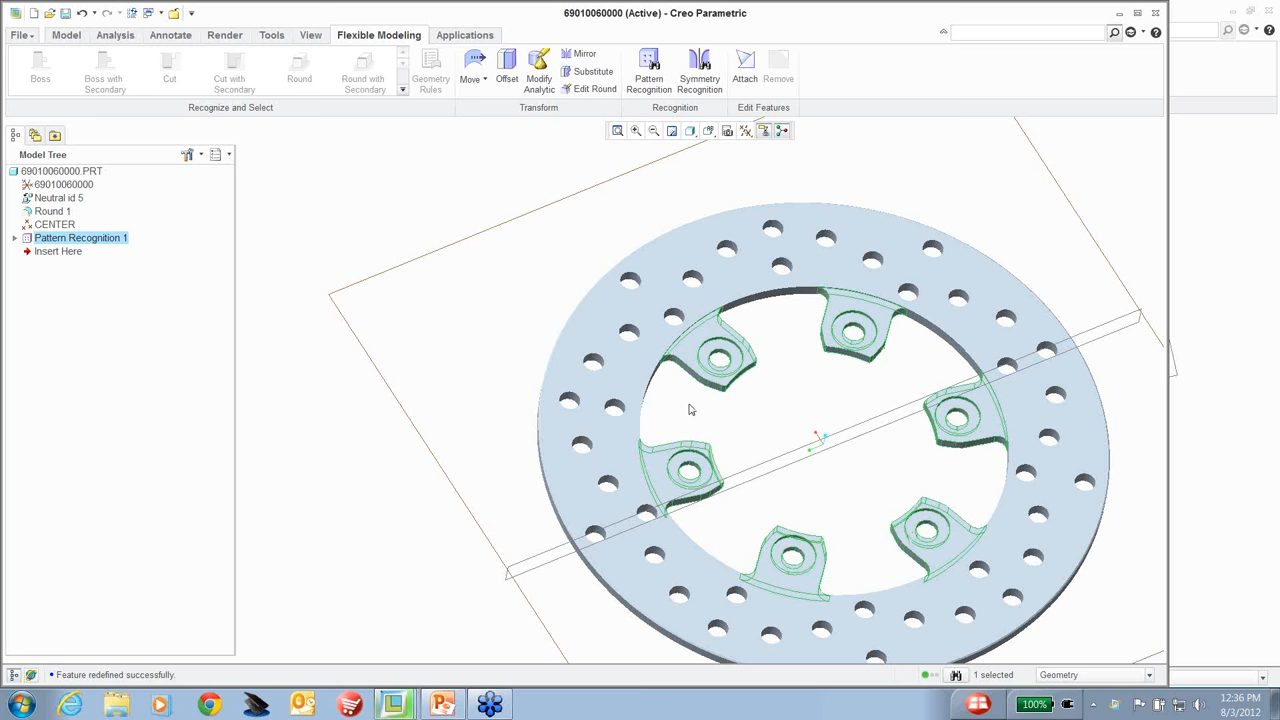 69010060000 (Active) - Creo Parametric
File
Model
Analysis
Annotate
Render
Tools
View
Flexible Modeling
Applications
Boss
Boss with Secondary
Cut
Cut with Secondary
Round
Round with Secondary
Geometry Rules
Recognize and Select
Move
Offset
Modify Analytic
Mirror
Substitute
Edit Round
Transform
Pattern Recognition
Symmetry Recognition
Recognition
Attach
Remove
Edit Features
Model Tree
69010060000.PRT
69010060000
Neutral id 5
Round 1
CENTER
Pattern Recognition 1
Insert Here
Feature redefined successfully.
1 selected
Geometry
100%
12:36 PM
8/3/2012